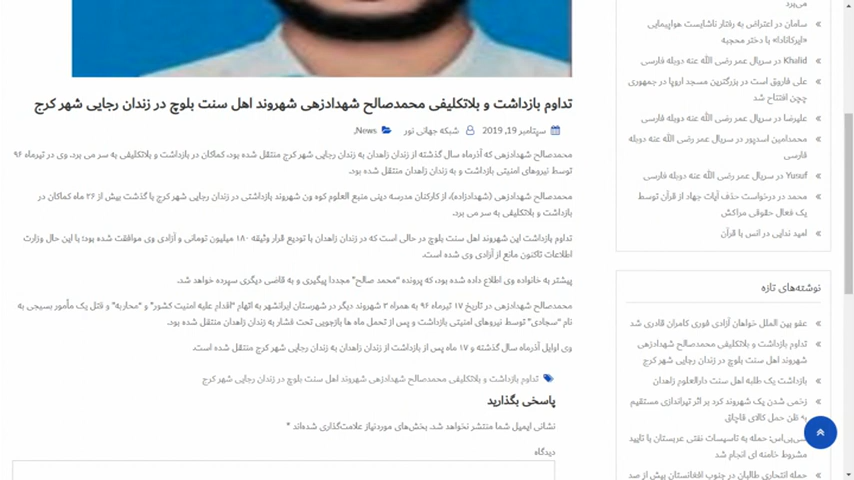 تداوم بازداشت و بلاتکلیفی محمدصالح شهدادزهی شهروند اهل سنت بلوچ در زندان رجایی شهر کرج
سپتامبر 19, 2019 شبکه جهانی نور News,
محمدصالح شهدادزهی که آذرماه سال گذشته از زندان زاهدان به زندان رجایی شهر کرج منتقل شده بود، کماکان در بازداشت و بلاتکلیفی به سر می برد. وی در تیرماه ۹۶
توسط نیروهای امنیتی بازداشت و به زندان زاهدان منتقل شده بود.
محمدصالح شهدادزهی (شهدادزاده)، از کارکنان مدرسه دینی منبع العلوم کوه ون شهروند بازداشتی در زندان رجایی شهر کرج با گذشت بیش از ۲۶ ماه کماکان در
بازداشت و بلاتکلیفی به سر می برد.
تداوم بازداشت این شهروند اهل سنت بلوچ در حالی است که در زندان زاهدان با تودیع قرار وثیقه ۱۸۰ میلیون تومانی و آزادی وی موافقت شده بود؛ با این حال وزارت
اطلاعات تاکنون مانع از آزادی وی شده است.
پیشتر به خانواده وی اطلاع داده شده بود، که پرونده "محمد صالح" مجددا پیگیری و به قاضی دیگری سپرده خواهد شد.
محمدصالح شهدادزهی در تاریخ ۱۷ تیرماه ۹۶ به همراه ۳ شهروند دیگر در شهرستان ایرانشهر به اتهام "اقدام علیه امنیت کشور" و "محاربه" و قتل یک مأمور بسیجی به
نام "سجادی" توسط نیروهای امنیتی بازداشت و پس از تحمل ماه ها بازجویی تحت فشار به زندان زاهدان منتقل شده بود.
وی اوایل آذرماه سال گذشته و ۱۷ ماه پس از بازداشت از زندان زاهدان به زندان رجایی شهر کرج منتقل شده است.
تداوم بازداشت و بلاتکلیفی محمدصالح شهدادزهی شهروند اهل سنت بلوچ در زندان رجایی شهر کرج
پاسخی بگذارید
نشانی ایمیل شما منتشر نخواهد شد. بخش‌های موردنیاز علامت‌گذاری شده‌اند *
دیدگاه
می‌برد
سامان در اعتراض به رفتار ناشایست هواپیمایی
«ایرکانادا» با دختر محجبه
Khalid در سریال عمر رضی الله عنه دوبله فارسی
علی فاروق است در بزرگترین مسجد اروپا در جمهوری
چچن افتتاح شد
علیرضا در سریال عمر رضی الله عنه دوبله فارسی
محمدامین اسدپور در سریال عمر رضی الله عنه دوبله
فارسی
Yusuf در سریال عمر رضی الله عنه دوبله فارسی
محمد در درخواست حذف آیات جهاد از قرآن توسط
یک فعال حقوقی مراکش
امید ندایی در انس با قرآن
نوشته‌های تازه
عفو بین الملل خواهان آزادی فوری کامران قادری شد
تداوم بازداشت و بلاتکلیفی محمدصالح شهدادزهی
شهروند اهل سنت بلوچ در زندان رجایی شهر کرج
بازداشت یک طلبه اهل سنت دارالعلوم زاهدان
زخمی شدن یک شهروند کرد بر اثر تیراندازی مستقیم
به ظن حمل کالای قاچاق
سی‌بی‌اس: حمله به تاسیسات نفتی عربستان با تایید
مشروط خامنه ای انجام شد
حمله انتحاری طالبان در جنوب افغانستان بیش از صد